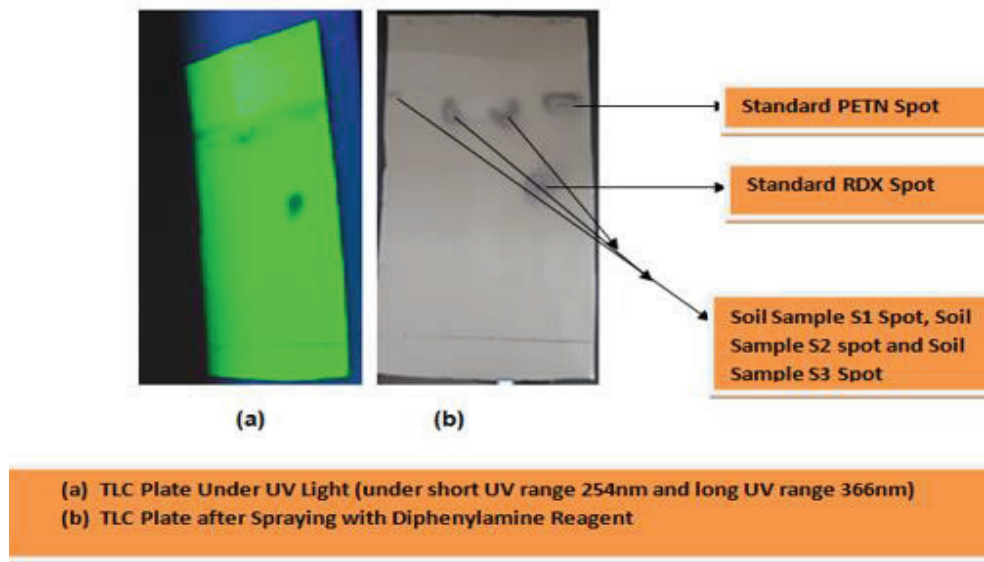 Standard PETN Spot
Standard RDX Spot
Soil Sample S1 Spot, Soil
Sample S2 spot and Soil
Sample S3 Spot
(a)
(b)
(a) TLC Plate Under UV Light (under short UV range 254nm and long UV range 366nm)
(b) TLC Plate after Spraying with Diphenylamine Reagent